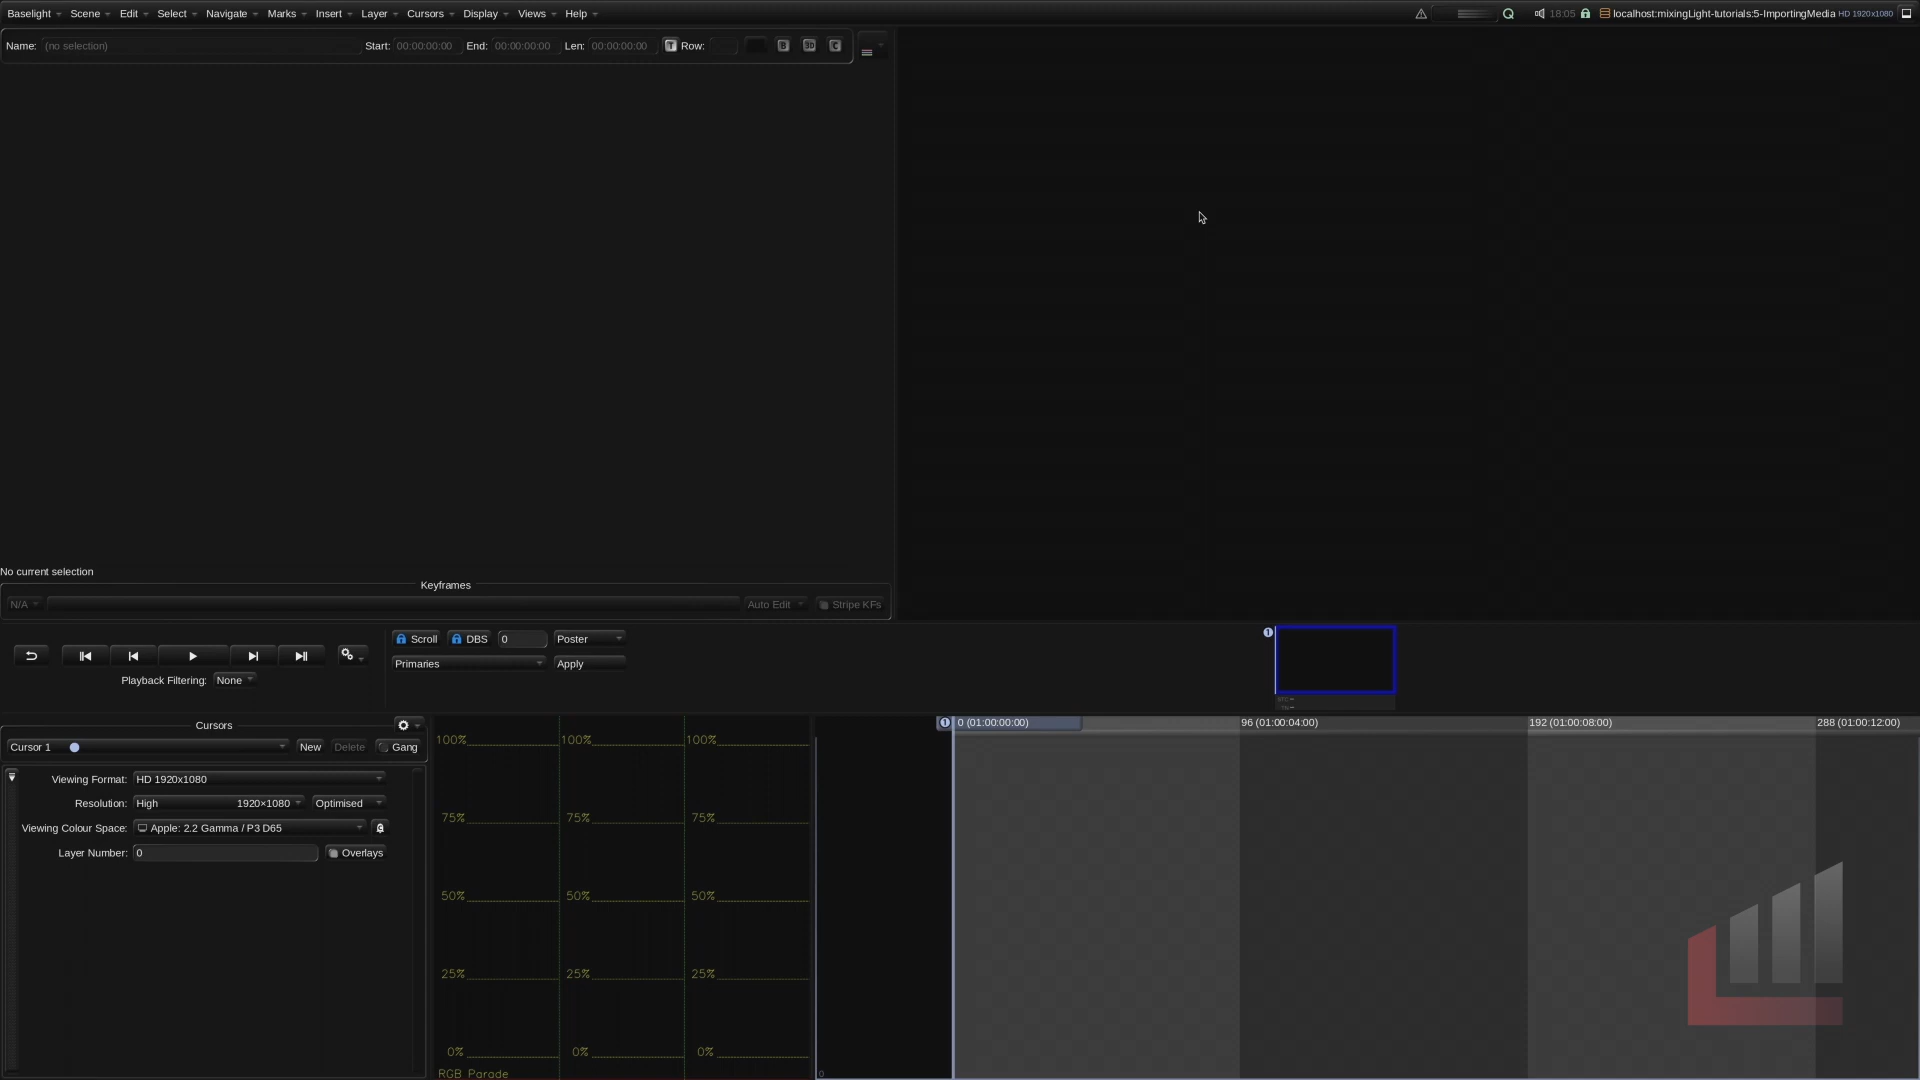 Baselight Scene Edit Select Navigate Marks Insert Layer Cursors Display Views Help
18:05 localhost:mixingLight-tutorials:5-ImportingMedia HD 1920x1080
Name: (no selection) Start: 00:00:00:00 End: 00:00:00:00 Len: 00:00:00:00 T Row: B 3D C
No current selection
Keyframes
N/A Auto Edit Stripe KFs
Scroll DBS 0 Poster
Primaries Apply
Playback Filtering: None
1
Cursors
Cursor 1 New Delete Gang
Viewing Format: HD 1920x1080
Resolution: High 1920×1080 Optimised
Viewing Colour Space: Apple: 2.2 Gamma / P3 D65
Layer Number: 0 Overlays
100% 100% 100%
75% 75% 75%
50% 50% 50%
25% 25% 25%
0% 0% 0%
RGB Parade
1 0 (01:00:00:00) 96 (01:00:04:00) 192 (01:00:08:00) 288 (01:00:12:00)
0